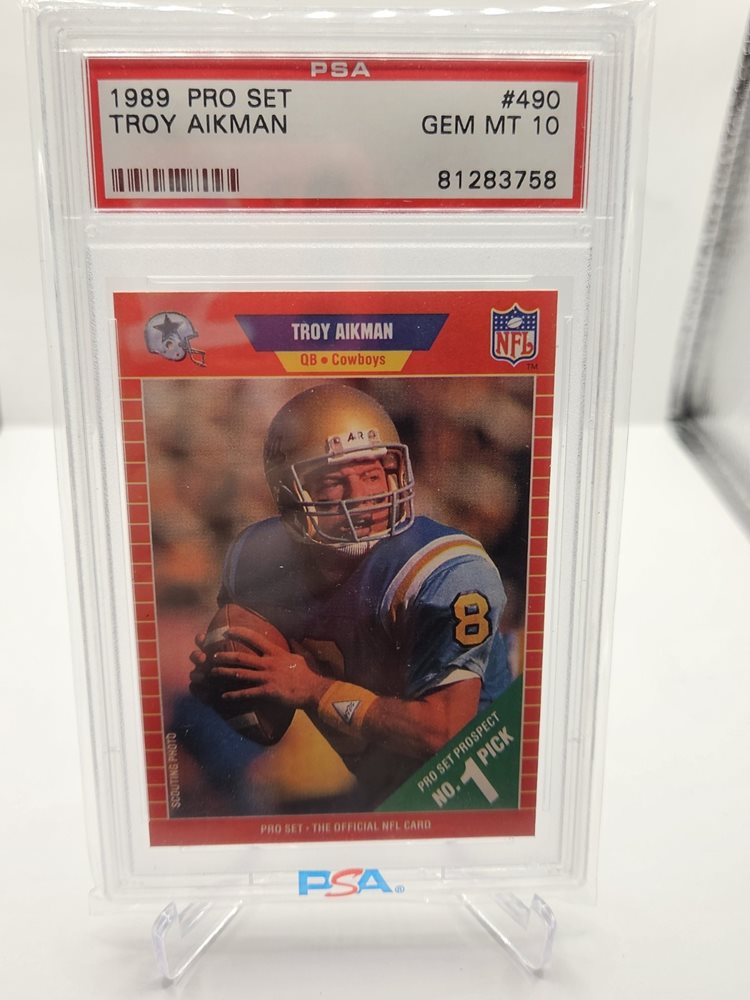 PSA
1989 PRO SET #490
TROY AIKMAN GEM MT 10
81283758
TROY AIKMAN
QB • Cowboys
NFL
TM
8
SCOUTING PHOTO
PRO SET PROSPECT
NO. 1 PICK
PRO SET · THE OFFICIAL NFL CARD
PSA®